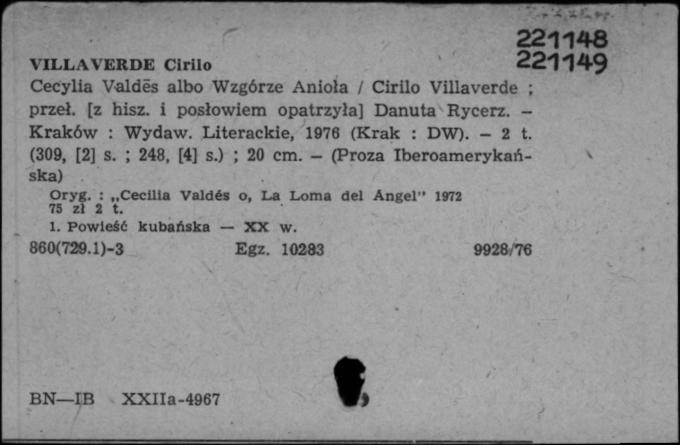 221148
VILLAVERDE Cirilo 221149
Cecylia Valdēs albo Wzgórze Anioła / Cirilo Villaverde ;
przeł. [z hisz. i posłowiem opatrzyła] Danuta Rycerz. –
Kraków : Wydaw. Literackie, 1976 (Krak : DW). – 2 t.
(309, [2] s. ; 248, [4] s.) ; 20 cm. – (Proza Iberoamerykań-
ska)
Oryg. : „Cecilia Valdés o, La Loma del Angel" 1972
75 zł 2 t.
1. Powieść kubańska — XX w.
860(729.1)-3 Egz. 10283 9928/76
BN—IB XXIIa-4967